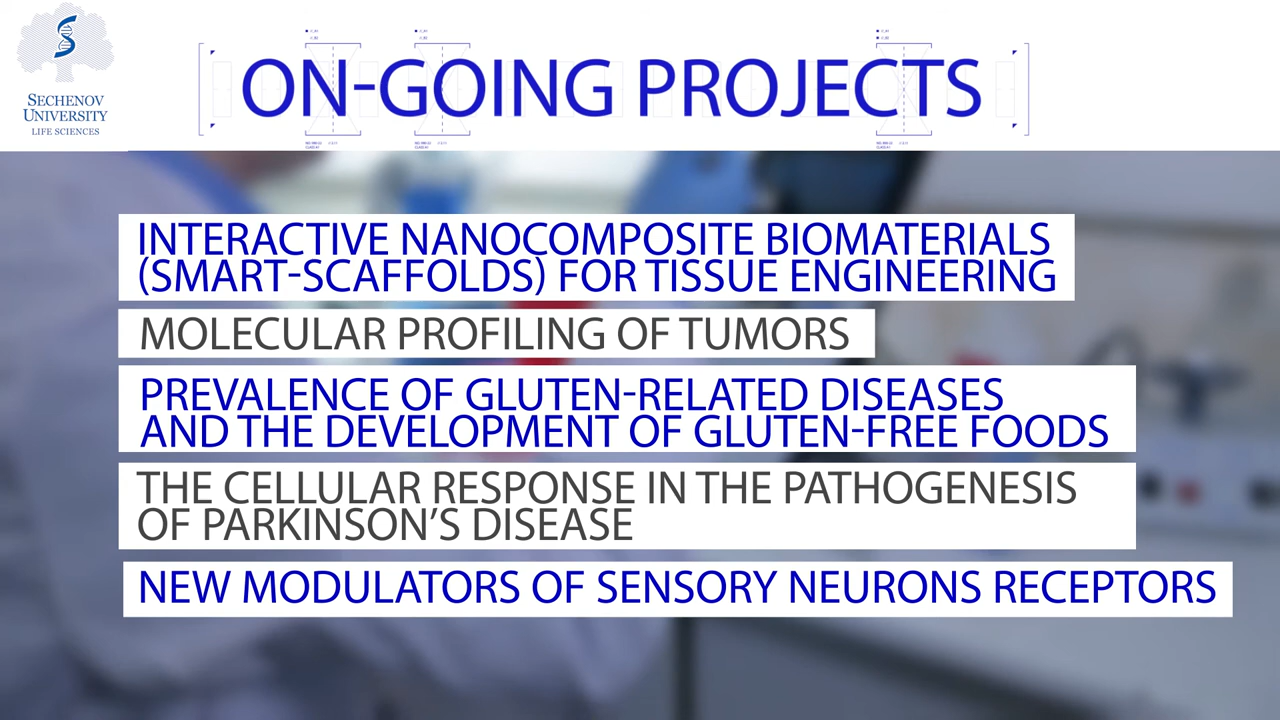 SECHENOV
UNIVERSITY
LIFE SCIENCES
ON-GOING PROJECTS
INTERACTIVE NANOCOMPOSITE BIOMATERIALS
(SMART-SCAFFOLDS) FOR TISSUE ENGINEERING
MOLECULAR PROFILING OF TUMORS
PREVALENCE OF GLUTEN-RELATED DISEASES
AND THE DEVELOPMENT OF GLUTEN-FREE FOODS
THE CELLULAR RESPONSE IN THE PATHOGENESIS
OF PARKINSON’S DISEASE
NEW MODULATORS OF SENSORY NEURONS RECEPTORS